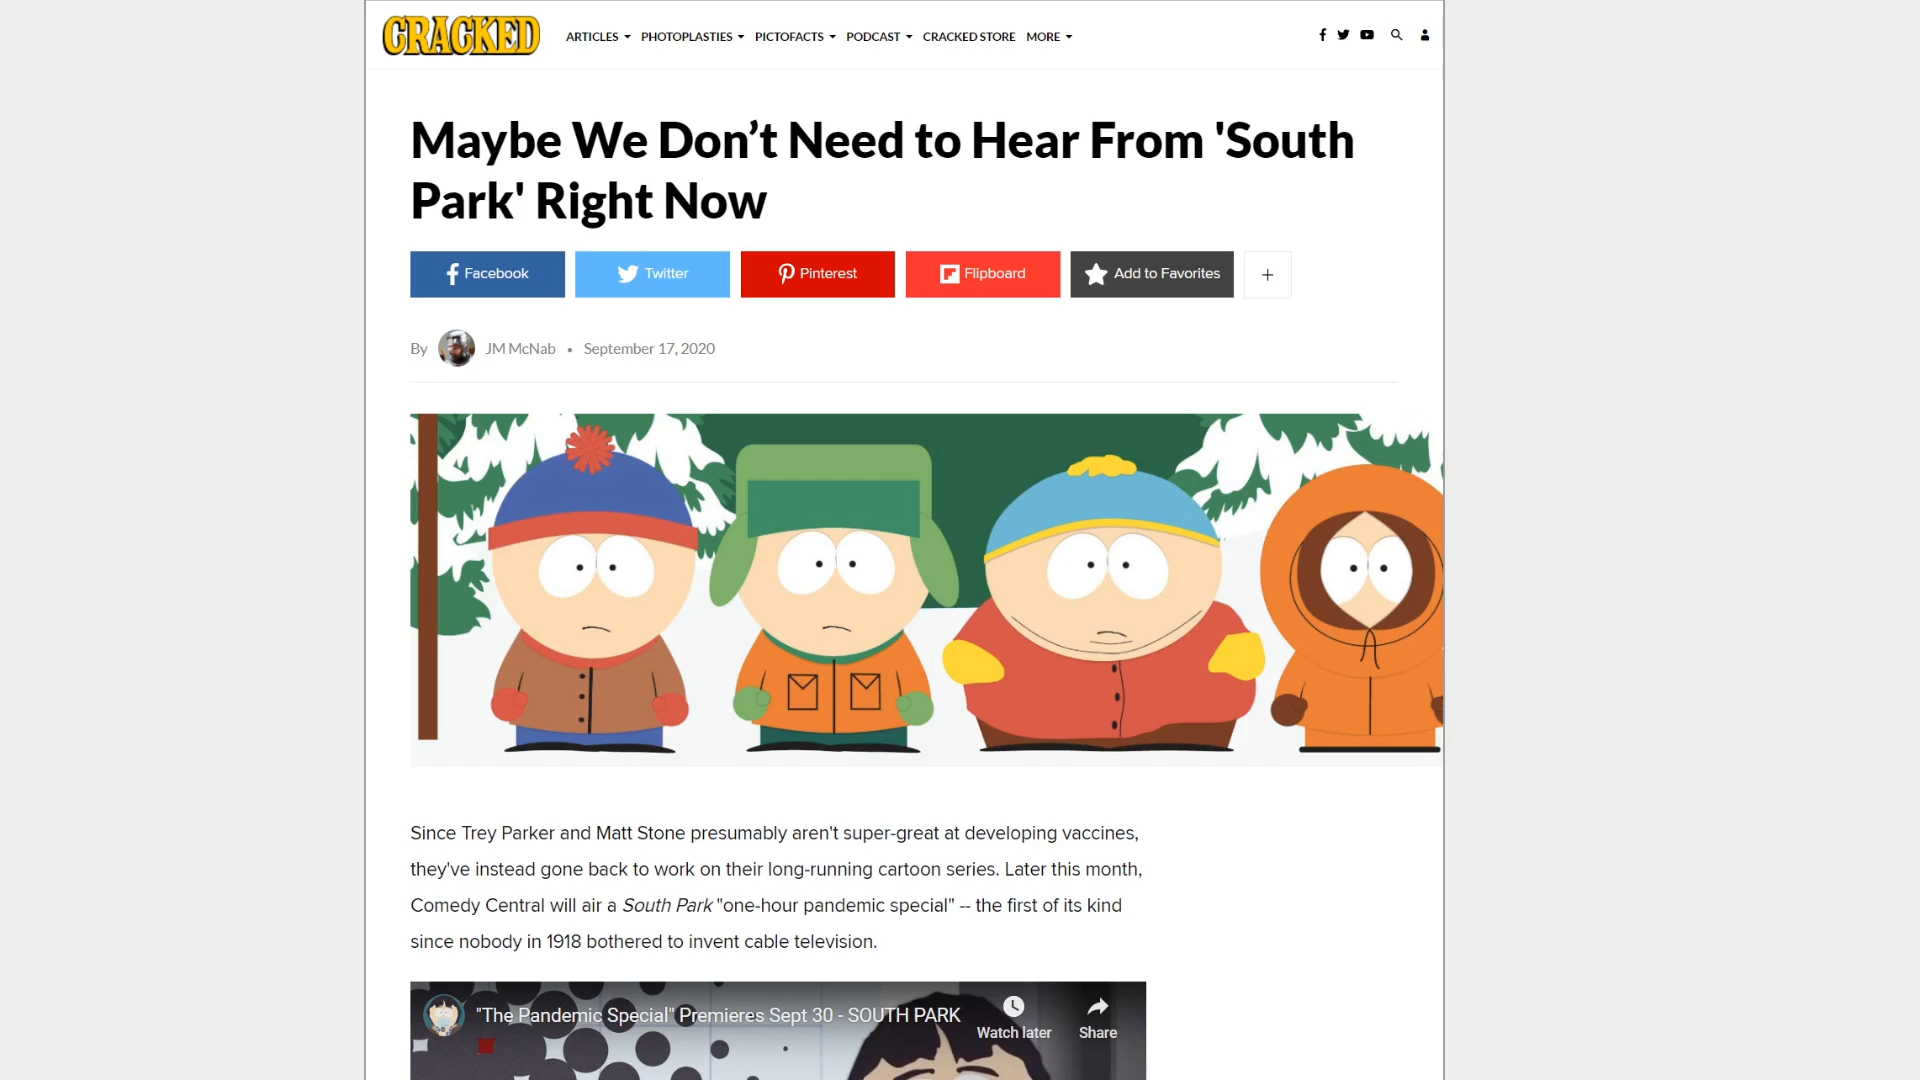 CRACKED
ARTICLES PHOTOPLASTIES PICTOFACTS PODCAST CRACKED STORE MORE
Maybe We Don’t Need to Hear From 'South
Park' Right Now
Facebook Twitter Pinterest Flipboard Add to Favorites +
By JM McNab • September 17, 2020
Since Trey Parker and Matt Stone presumably aren't super-great at developing vaccines,
they've instead gone back to work on their long-running cartoon series. Later this month,
Comedy Central will air a South Park "one-hour pandemic special" -- the first of its kind
since nobody in 1918 bothered to invent cable television.
"The Pandemic Special" Premieres Sept 30 - SOUTH PARK
Watch later Share